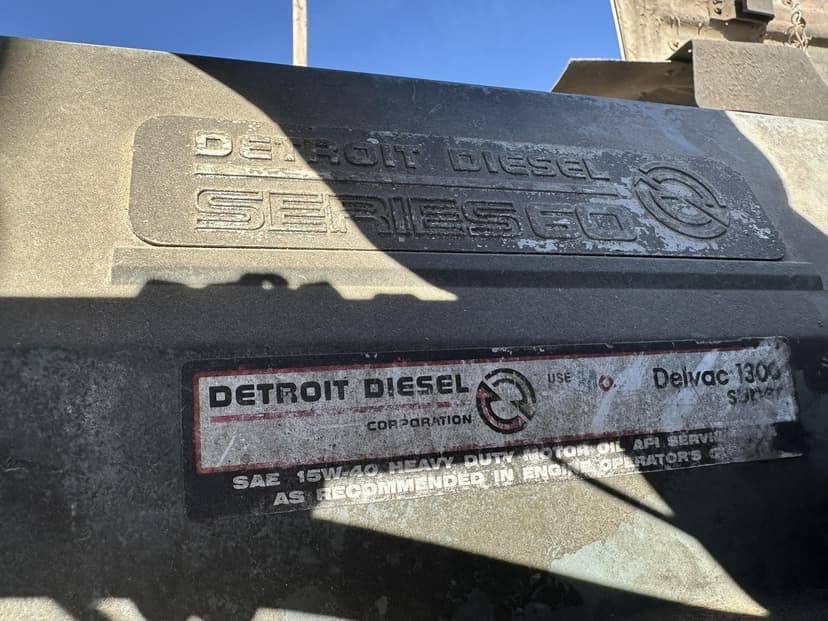 DETROIT DIESEL
SERIES 60
DETROIT DIESEL
CORPORATION
USE
Delvac 1300
SAE 15W-40 HEAVY DUTY MOTOR OIL API
AS RECOMMENDED IN ENGINE OPERATOR'S